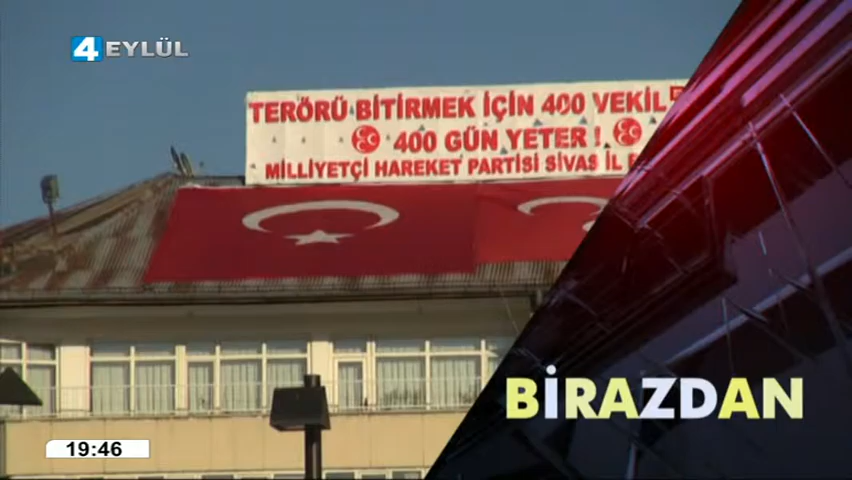 4 EYLÜL
TERÖRÜ BİTİRMEK İÇİN 400 VEKİL
400 GÜN YETER !
MİLLİYETÇİ HAREKET PARTİSİ SİVAS İL
BİRAZDAN
19:46